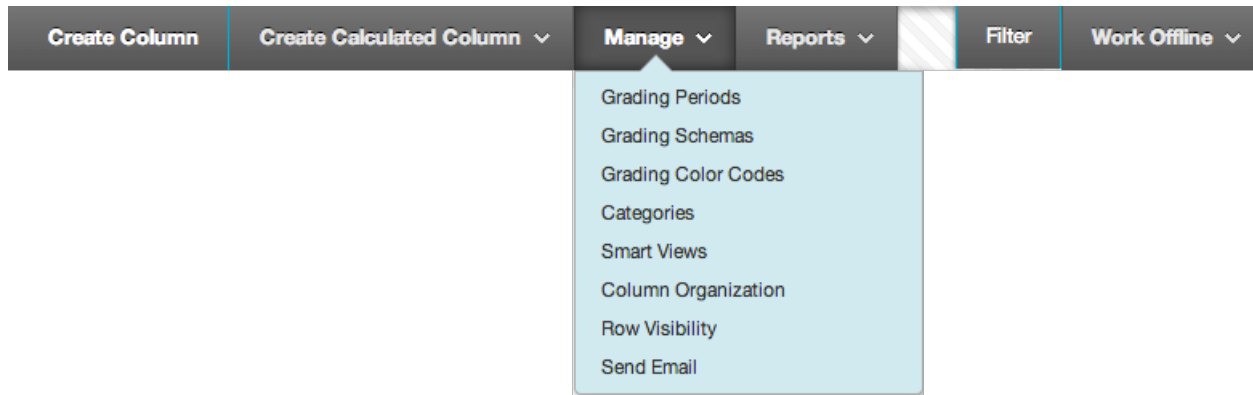 Create Column Create Calculated Column Manage Reports Filter Work Offline
Grading Periods
Grading Schemas
Grading Color Codes
Categories
Smart Views
Column Organization
Row Visibility
Send Email